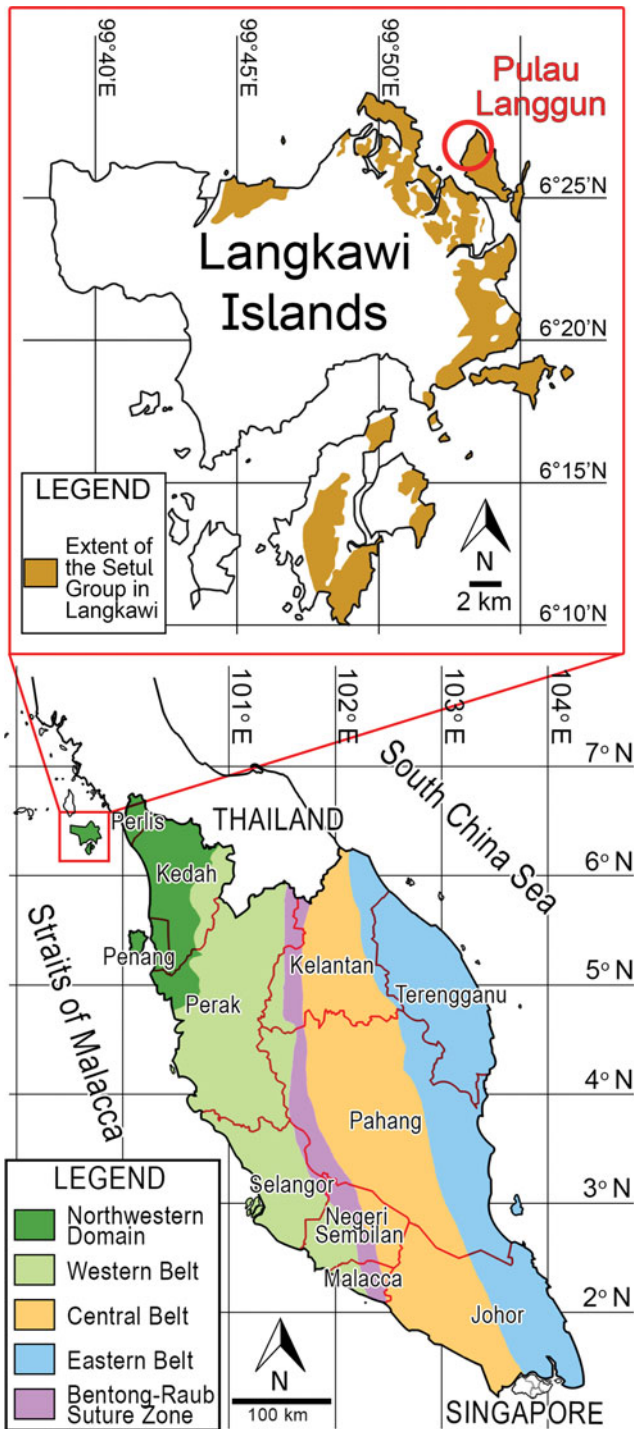 99°40'E
99°45'E
99°50'E
Pulau
Langgun
6°25'N
Langkawi
Islands
6°20'N
LEGEND
Extent of
the Setul
Group in
Langkawi
6°15'N
N
2 km
6°10'N
101°E
102°E
103°E
104°E
7° N
South China Sea
THAILAND
Perlis
Kedah
6° N
Penang
Kelantan
5° N
Perak
Terengganu
Straits of Malacca
4° N
Pahang
LEGEND
Northwestern
Domain
Western Belt
Central Belt
Eastern Belt
Bentong-Raub
Suture Zone
Selangor
3° N
Negeri
Sembilan
Malacca
2° N
Johor
N
100 km
SINGAPORE